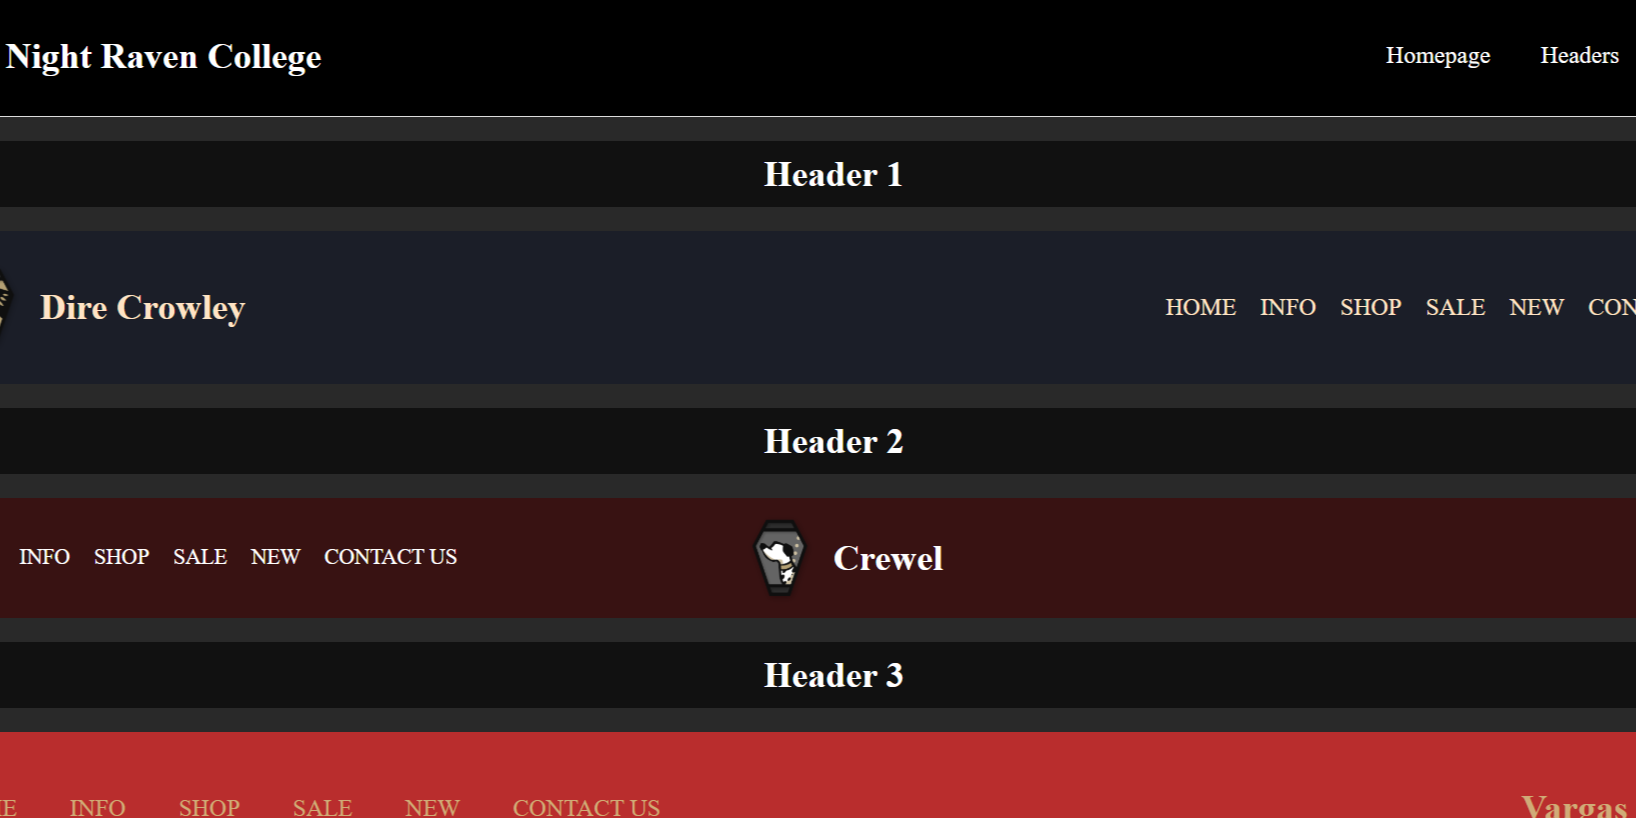 Night Raven College Homepage Headers
Header 1
Dire Crowley HOME INFO SHOP SALE NEW CON
Header 2
INFO SHOP SALE NEW CONTACT US Crewel
Header 3
INFO SHOP SALE NEW CONTACT US Vargas